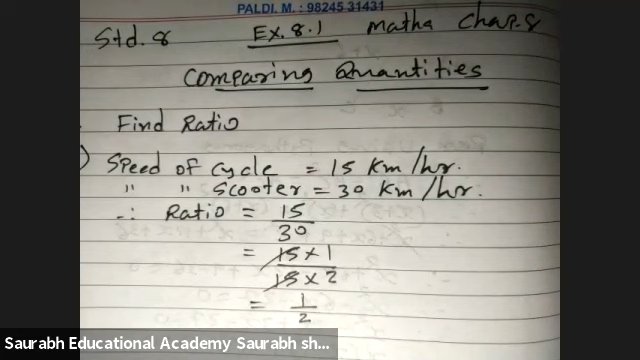 PALDI. M. : 98245 31431
Std. 8 Ex. 8.1 maths Chap. 8
Comparing Quantities
Find Ratio
) Speed of cycle = 15 Km/hr.
" " Scooter = 30 Km/hr.
∴ Ratio = 15
30
= 15 × 1
15 × 2
= 1
2
Saurabh Educational Academy Saurabh sh...